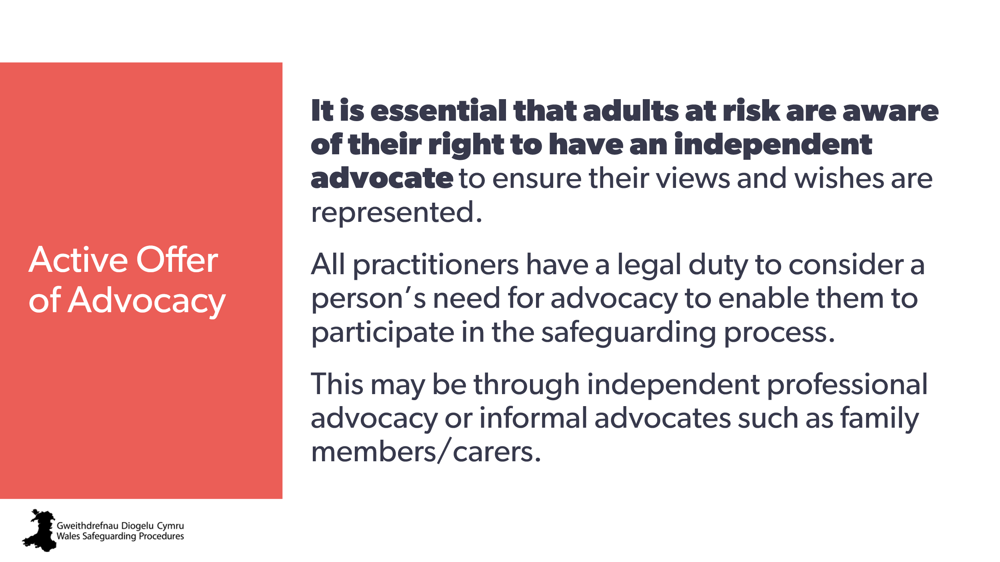 Active Offer
of Advocacy
It is essential that adults at risk are aware
of their right to have an independent
advocate to ensure their views and wishes are
represented.
All practitioners have a legal duty to consider a
person’s need for advocacy to enable them to
participate in the safeguarding process.
This may be through independent professional
advocacy or informal advocates such as family
members/carers.
Gweithdrefnau Diogelu Cymru
Wales Safeguarding Procedures